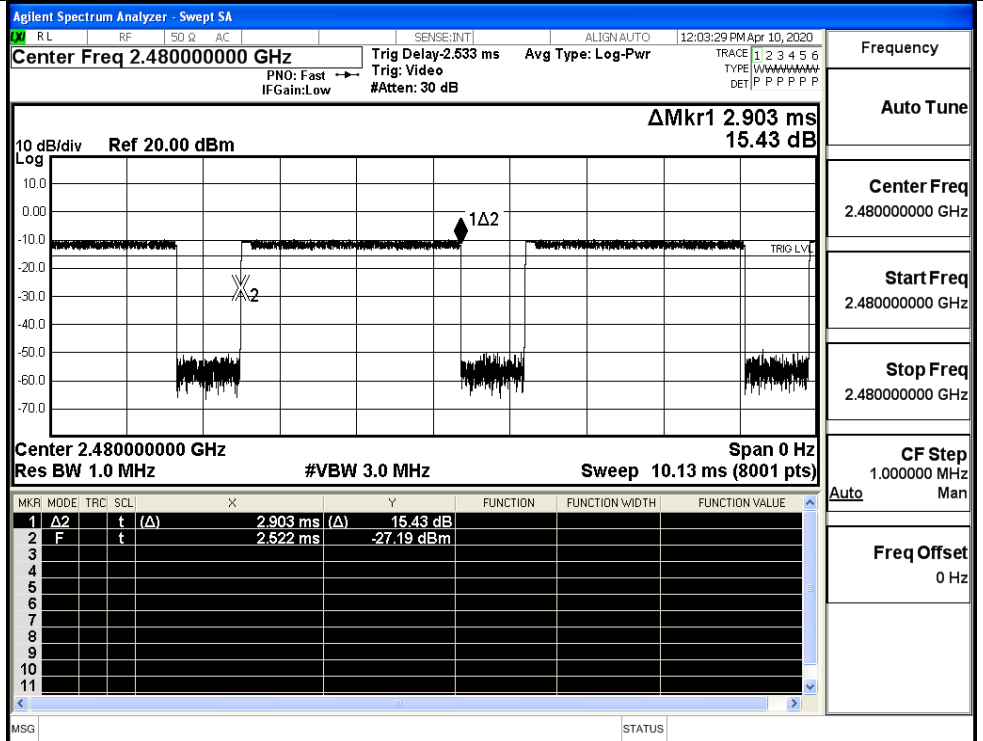 Agilent Spectrum Analyzer - Swept SA
LXI RL RF 50 Ω AC SENSE:INT ALIGNAUTO 12:03:29 PM Apr 10, 2020
Center Freq 2.480000000 GHz
PNO: Fast
IFGain:Low
Trig Delay-2.533 ms
Trig: Video
#Atten: 30 dB
Avg Type: Log-Pwr
TRACE 1 2 3 4 5 6
TYPE WWWWWW
DET P P P P P P
ΔMkr1 2.903 ms
15.43 dB
10 dB/div Ref 20.00 dBm
Log
10.0
0.00
-10.0
-20.0
-30.0
-40.0
-50.0
-60.0
-70.0
1Δ2
TRIG LVL
2
Center 2.480000000 GHz Span 0 Hz
Res BW 1.0 MHz #VBW 3.0 MHz Sweep 10.13 ms (8001 pts)
MKR MODE TRC SCL X Y FUNCTION FUNCTION WIDTH FUNCTION VALUE
1 Δ2 t (Δ) 2.903 ms (Δ) 15.43 dB
2 F t 2.522 ms -27.19 dBm
3
4
5
6
7
8
9
10
11
MSG STATUS
Frequency
Auto Tune
Center Freq
2.480000000 GHz
Start Freq
2.480000000 GHz
Stop Freq
2.480000000 GHz
CF Step
1.000000 MHz
Auto Man
Freq Offset
0 Hz